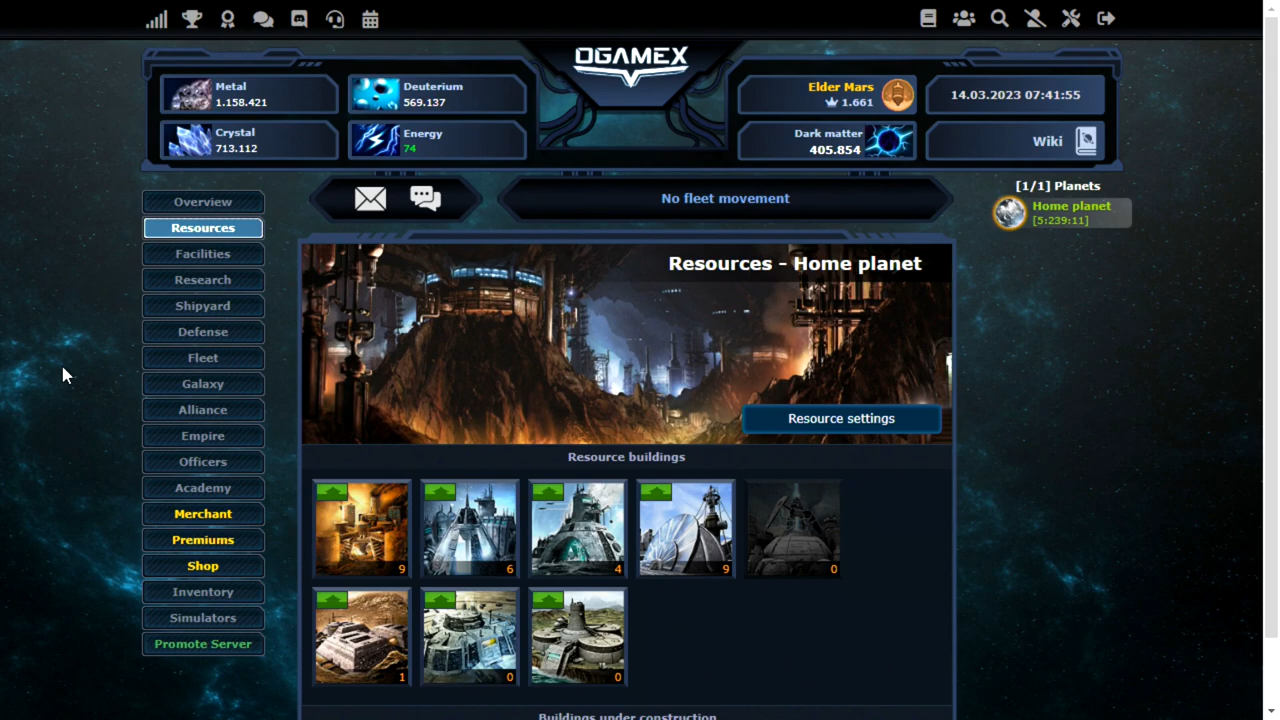 OGAMEX
Metal
1.158.421
Deuterium
569.137
Crystal
713.112
Energy
74
Elder Mars
1.661
14.03.2023 07:41:55
Dark matter
405.854
Wiki
No fleet movement
[1/1] Planets
Home planet
[5:239:11]
Overview
Resources
Facilities
Research
Shipyard
Defense
Fleet
Galaxy
Alliance
Empire
Officers
Academy
Merchant
Premiums
Shop
Inventory
Simulators
Promote Server
Resources - Home planet
Resource settings
Resource buildings
9
6
4
9
0
1
0
0
Buildings under construction